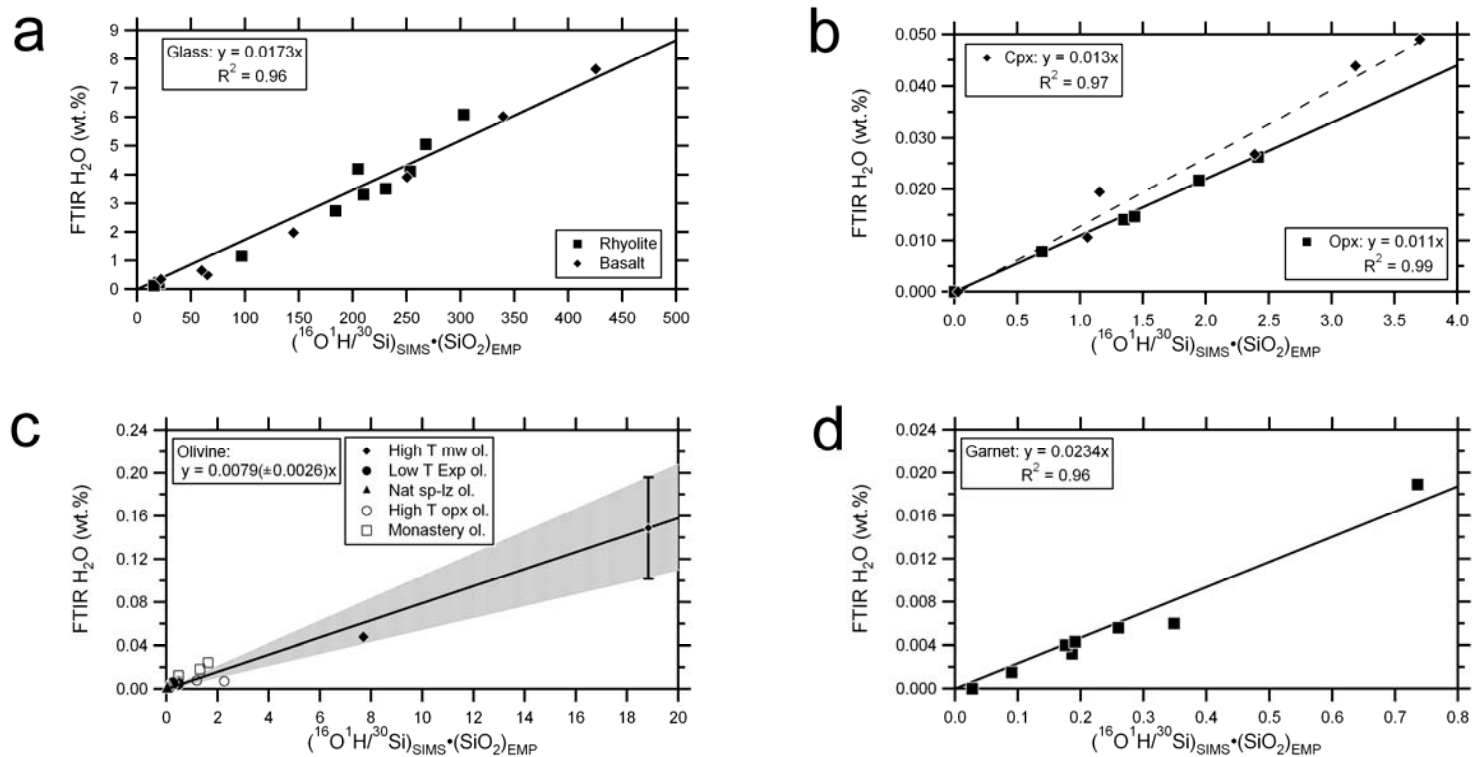 a
Glass: y = 0.0173x
R² = 0.96
9
8
7
6
5
4
3
2
1
0
FTIR H₂O (wt.%)
Rhyolite
Basalt
0 50 100 150 200 250 300 350 400 450 500
(¹⁶O¹H/³⁰Si)SIMS•(SiO₂)EMP
b
Cpx: y = 0.013x
R² = 0.97
0.050
0.040
0.030
0.020
0.010
0.000
FTIR H₂O (wt.%)
Opx: y = 0.011x
R² = 0.99
0.0 0.5 1.0 1.5 2.0 2.5 3.0 3.5 4.0
(¹⁶O¹H/³⁰Si)SIMS•(SiO₂)EMP
c
Olivine:
y = 0.0079(±0.0026)x
High T mw ol.
Low T Exp ol.
Nat sp-lz ol.
High T opx ol.
Monastery ol.
0.24
0.20
0.16
0.12
0.08
0.04
0.00
FTIR H₂O (wt.%)
0 2 4 6 8 10 12 14 16 18 20
(¹⁶O¹H/³⁰Si)SIMS•(SiO₂)EMP
d
Garnet: y = 0.0234x
R² = 0.96
0.024
0.020
0.016
0.012
0.008
0.004
0.000
FTIR H₂O (wt.%)
0.0 0.1 0.2 0.3 0.4 0.5 0.6 0.7 0.8
(¹⁶O¹H/³⁰Si)SIMS•(SiO₂)EMP